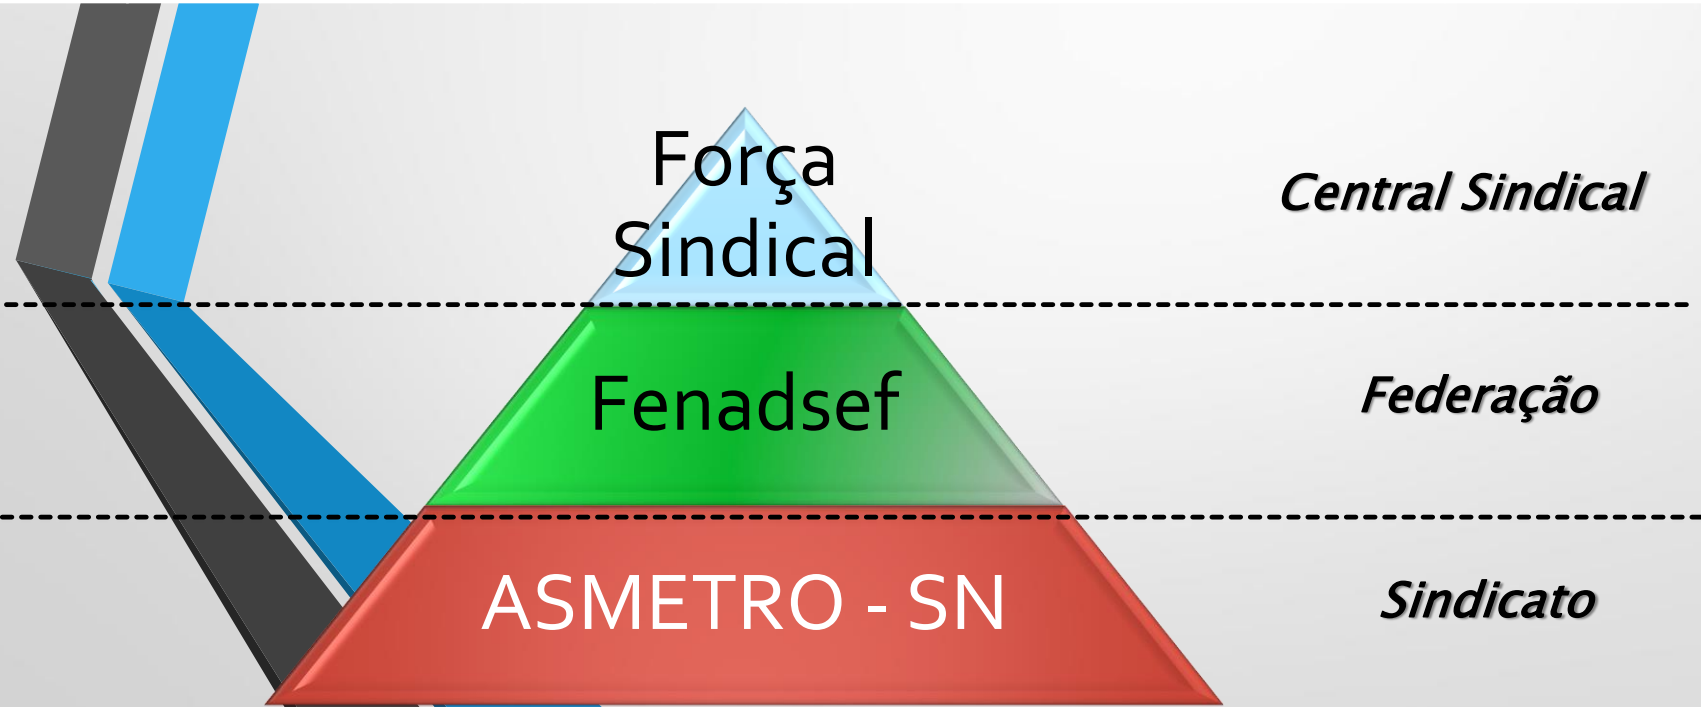 Força
Sindical
Central Sindical
Fenadsef
Federação
ASMETRO - SN
Sindicato